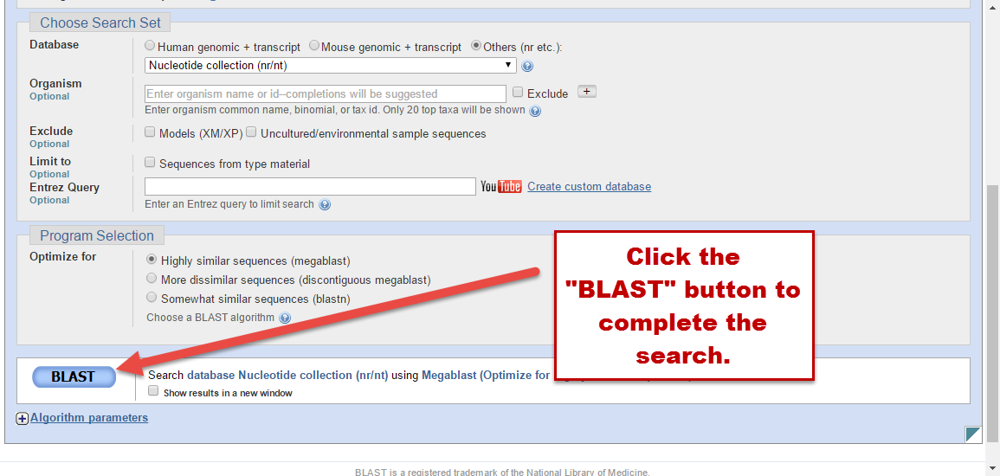 Choose Search Set
Database
Human genomic + transcript Mouse genomic + transcript Others (nr etc.):
Nucleotide collection (nr/nt)
Organism
Optional
Enter organism name or id--completions will be suggested
Exclude
+
Enter organism common name, binomial, or tax id. Only 20 top taxa will be shown
Exclude
Optional
Models (XM/XP) Uncultured/environmental sample sequences
Limit to
Optional
Sequences from type material
Entrez Query
Optional
YouTube Create custom database
Enter an Entrez query to limit search
Program Selection
Optimize for
Highly similar sequences (megablast)
More dissimilar sequences (discontiguous megablast)
Somewhat similar sequences (blastn)
Choose a BLAST algorithm
Click the
"BLAST" button to
complete the
search.
BLAST
Search database Nucleotide collection (nr/nt) using Megablast (Optimize for
Show results in a new window
Algorithm parameters
BLAST is a registered trademark of the National Library of Medicine.